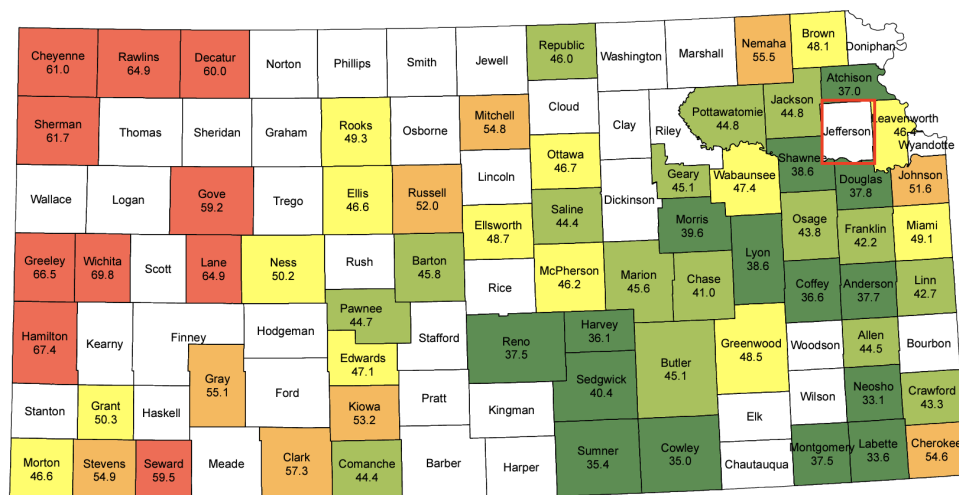 Cheyenne
61.0
Rawlins
64.9
Decatur
60.0
Norton
Phillips
Smith
Jewell
Republic
46.0
Washington
Marshall
Nemaha
55.5
Brown
48.1
Doniphan
Atchison
37.0
Sherman
61.7
Thomas
Sheridan
Graham
Rooks
49.3
Osborne
Mitchell
54.8
Cloud
Clay
Riley
Pottawatomie
44.8
Jackson
44.8
Jefferson
Leavenworth
46.4
Wyandotte
Ottawa
46.7
Lincoln
Wallace
Logan
Gove
59.2
Trego
Ellis
46.6
Russell
52.0
Ellsworth
48.7
Saline
44.4
Dickinson
Geary
45.1
Wabaunsee
47.4
Shawnee
38.6
Douglas
37.8
Johnson
51.6
Morris
39.6
Lyon
38.6
Osage
43.8
Franklin
42.2
Miami
49.1
Greeley
66.5
Wichita
69.8
Scott
Lane
64.9
Ness
50.2
Rush
Barton
45.8
Rice
McPherson
46.2
Marion
45.6
Chase
41.0
Coffey
36.6
Anderson
37.7
Linn
42.7
Hamilton
67.4
Kearny
Finney
Hodgeman
Pawnee
44.7
Stafford
Edwards
47.1
Reno
37.5
Harvey
36.1
Sedgwick
40.4
Butler
45.1
Greenwood
48.5
Woodson
Allen
44.5
Bourbon
Stanton
Grant
50.3
Haskell
Gray
55.1
Ford
Kiowa
53.2
Pratt
Kingman
Elk
Wilson
Neosho
33.1
Crawford
43.3
Morton
46.6
Stevens
54.9
Seward
59.5
Meade
Clark
57.3
Comanche
44.4
Barber
Harper
Sumner
35.4
Cowley
35.0
Chautauqua
Montgomery
37.5
Labette
33.6
Cherokee
54.6